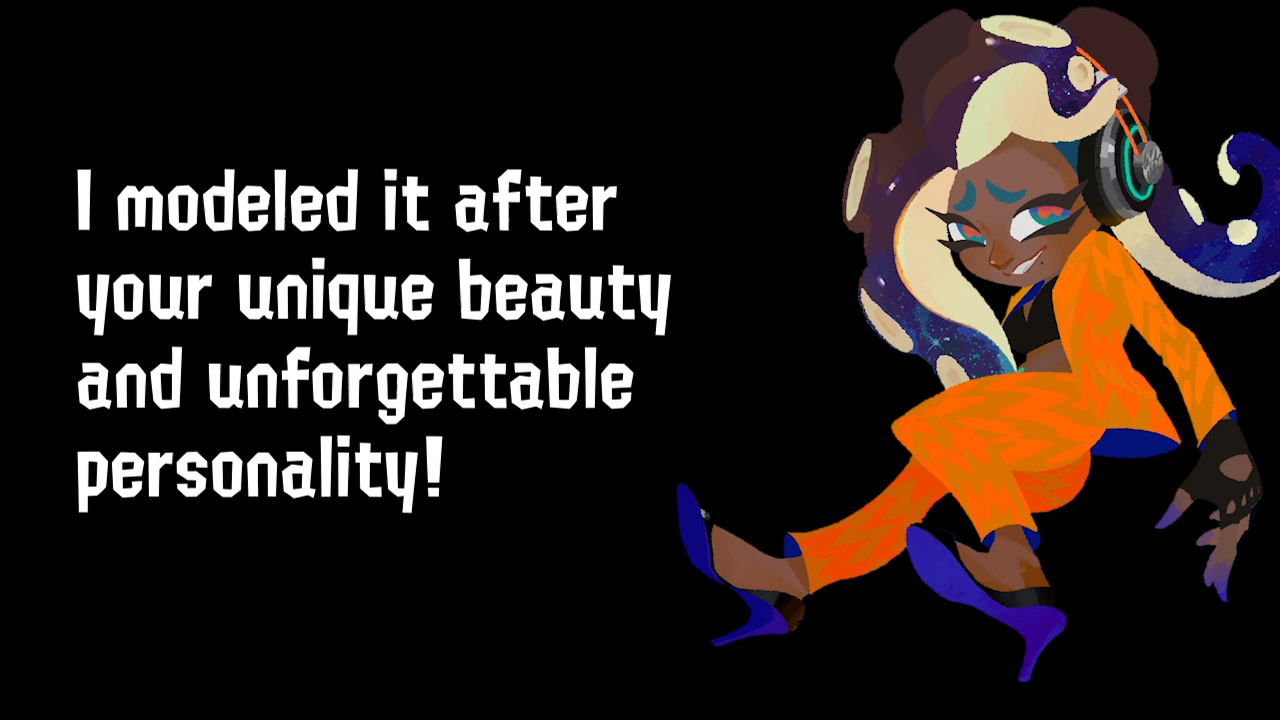 I modeled it after
your unique beauty
and unforgettable
personality!